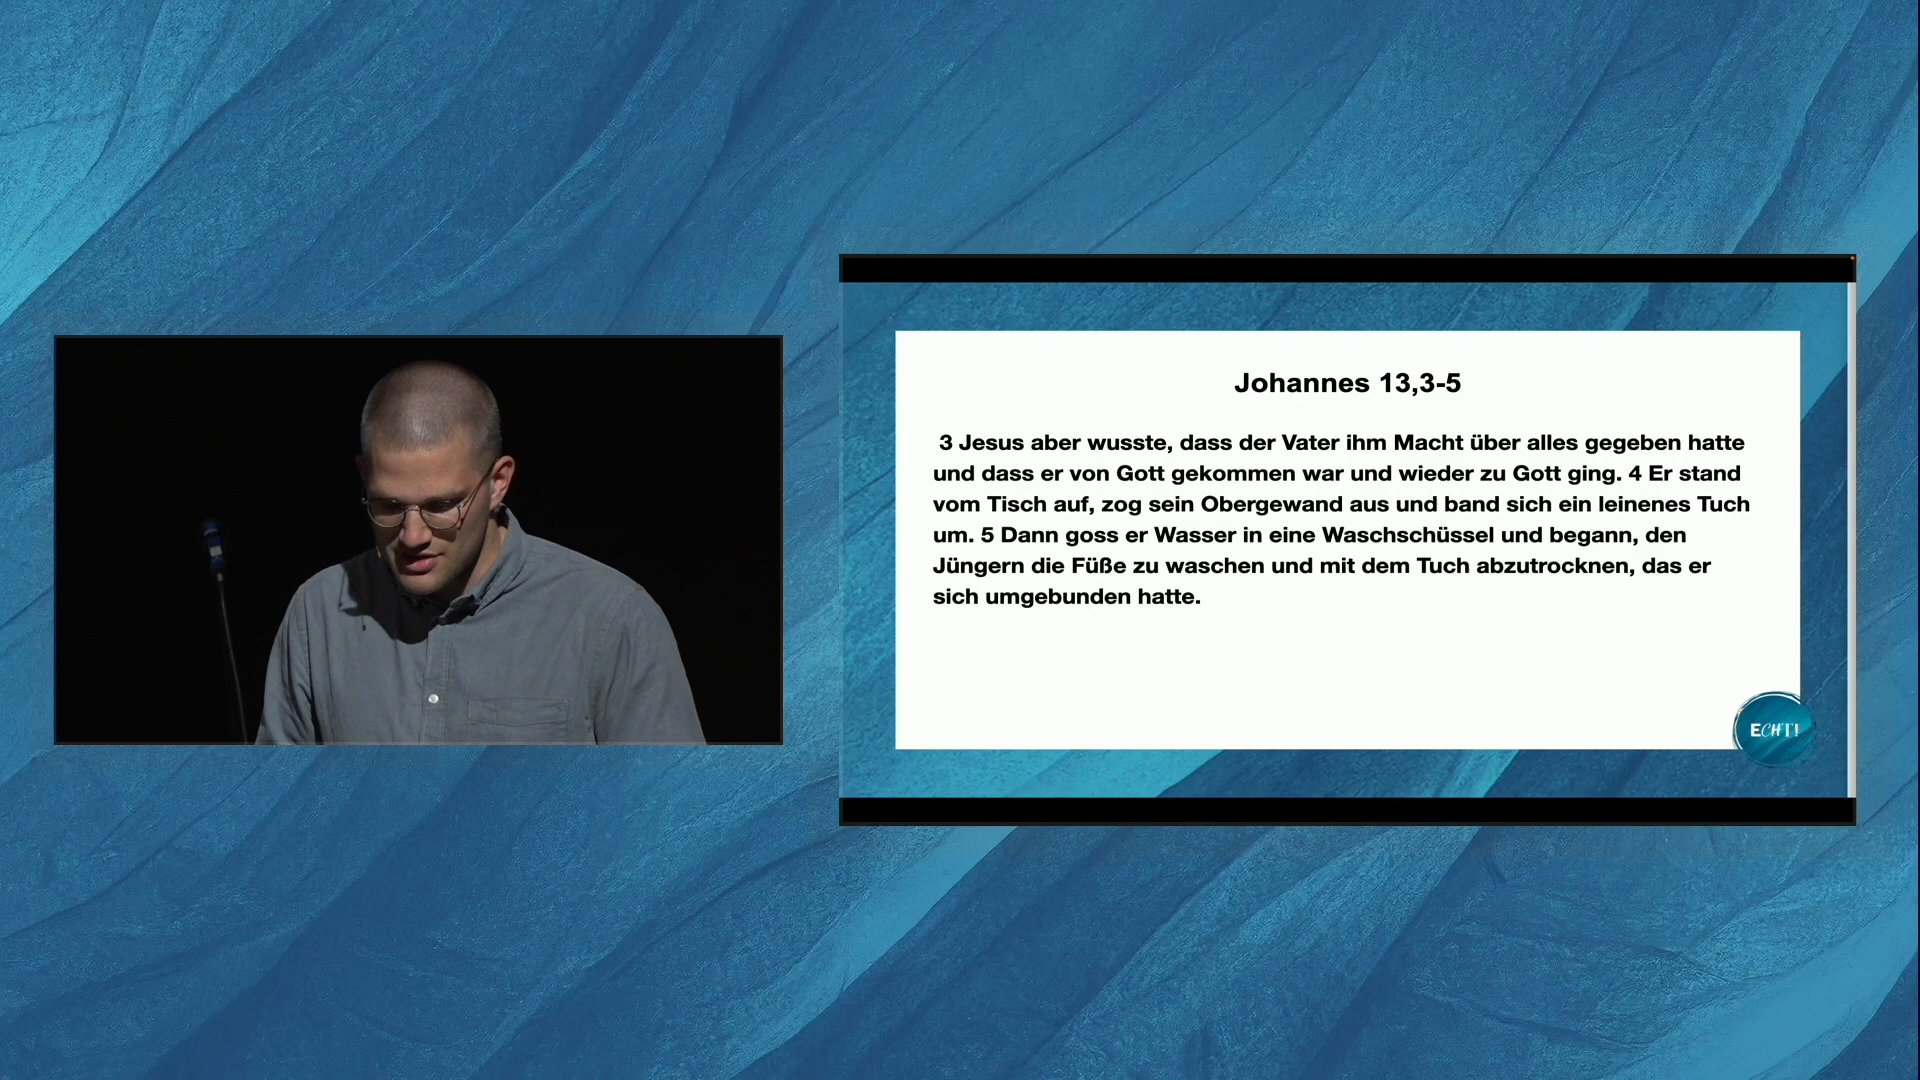 Johannes 13,3-5
3 Jesus aber wusste, dass der Vater ihm Macht über alles gegeben hatte
und dass er von Gott gekommen war und wieder zu Gott ging. 4 Er stand
vom Tisch auf, zog sein Obergewand aus und band sich ein leinenes Tuch
um. 5 Dann goss er Wasser in eine Waschschüssel und begann, den
Jüngern die Füße zu waschen und mit dem Tuch abzutrocknen, das er
sich umgebunden hatte.
ECHT!